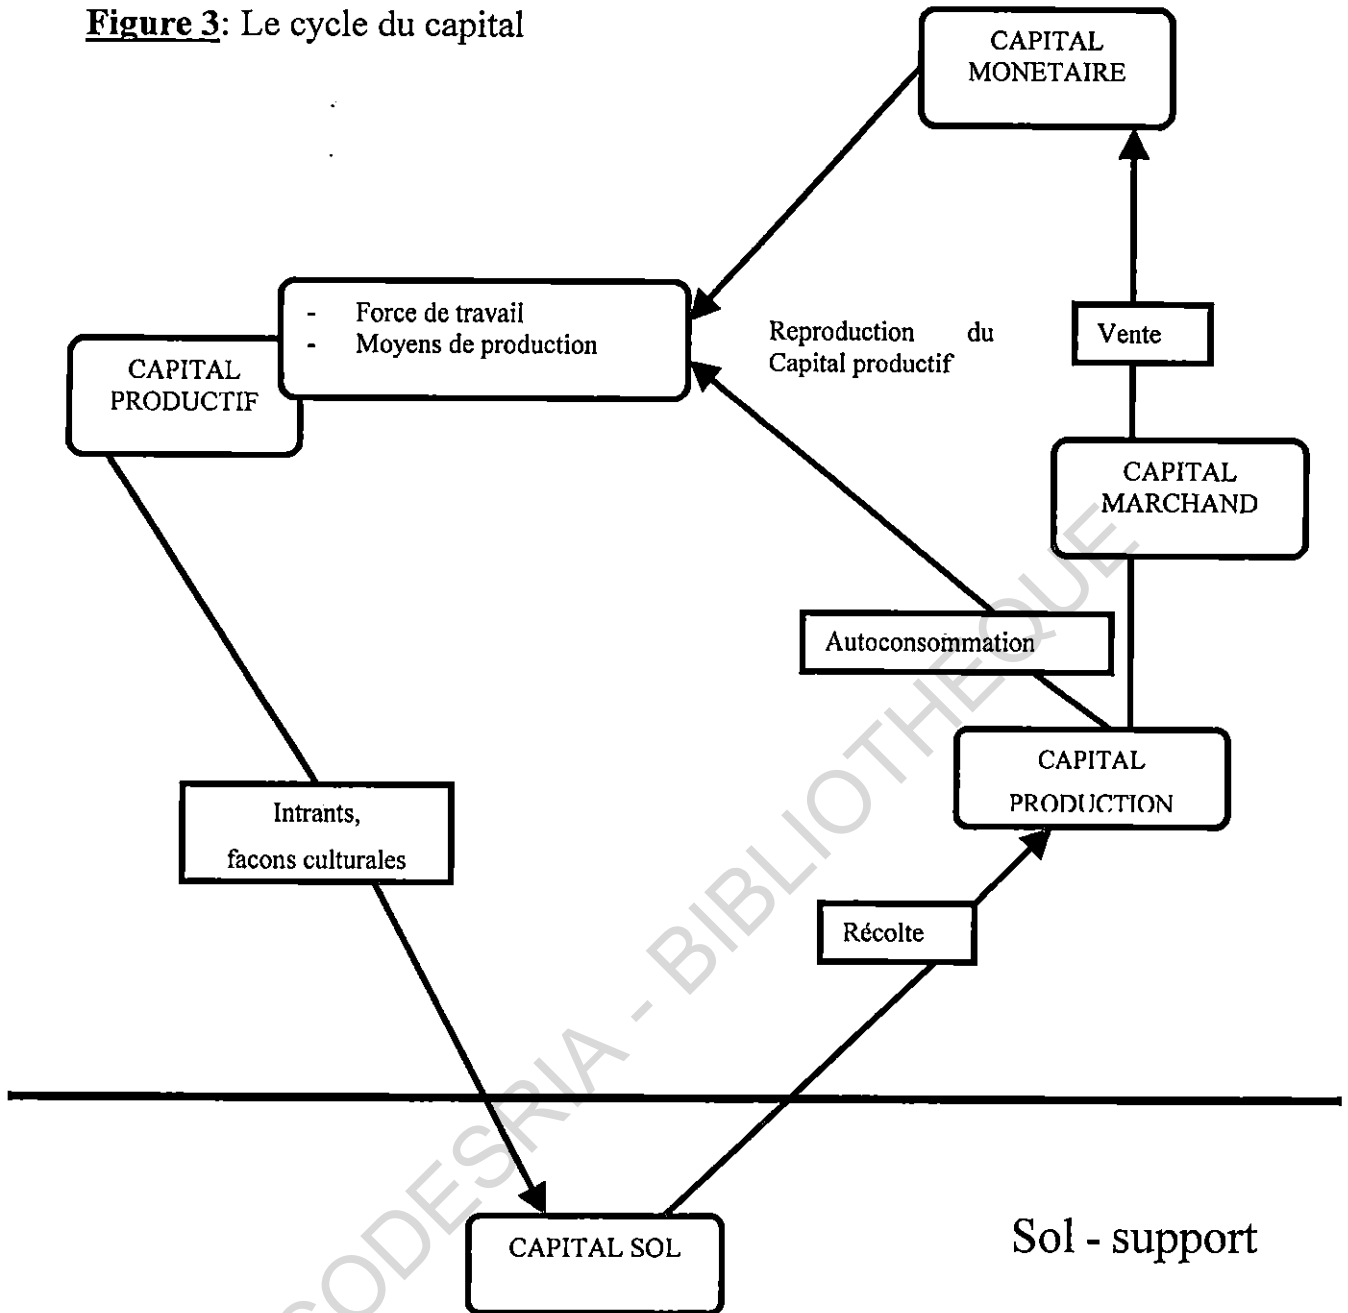 Figure 3: Le cycle du capital
CAPITAL
MONETAIRE
- Force de travail
- Moyens de production
Reproduction du
Capital productif
Vente
CAPITAL
PRODUCTIF
CAPITAL
MARCHAND
Autoconsommation
CAPITAL
PRODUCTION
Intrants,
facons culturales
Récolte
CAPITAL SOL
Sol - support
CODESRIA - BIBLIOTHEQUE